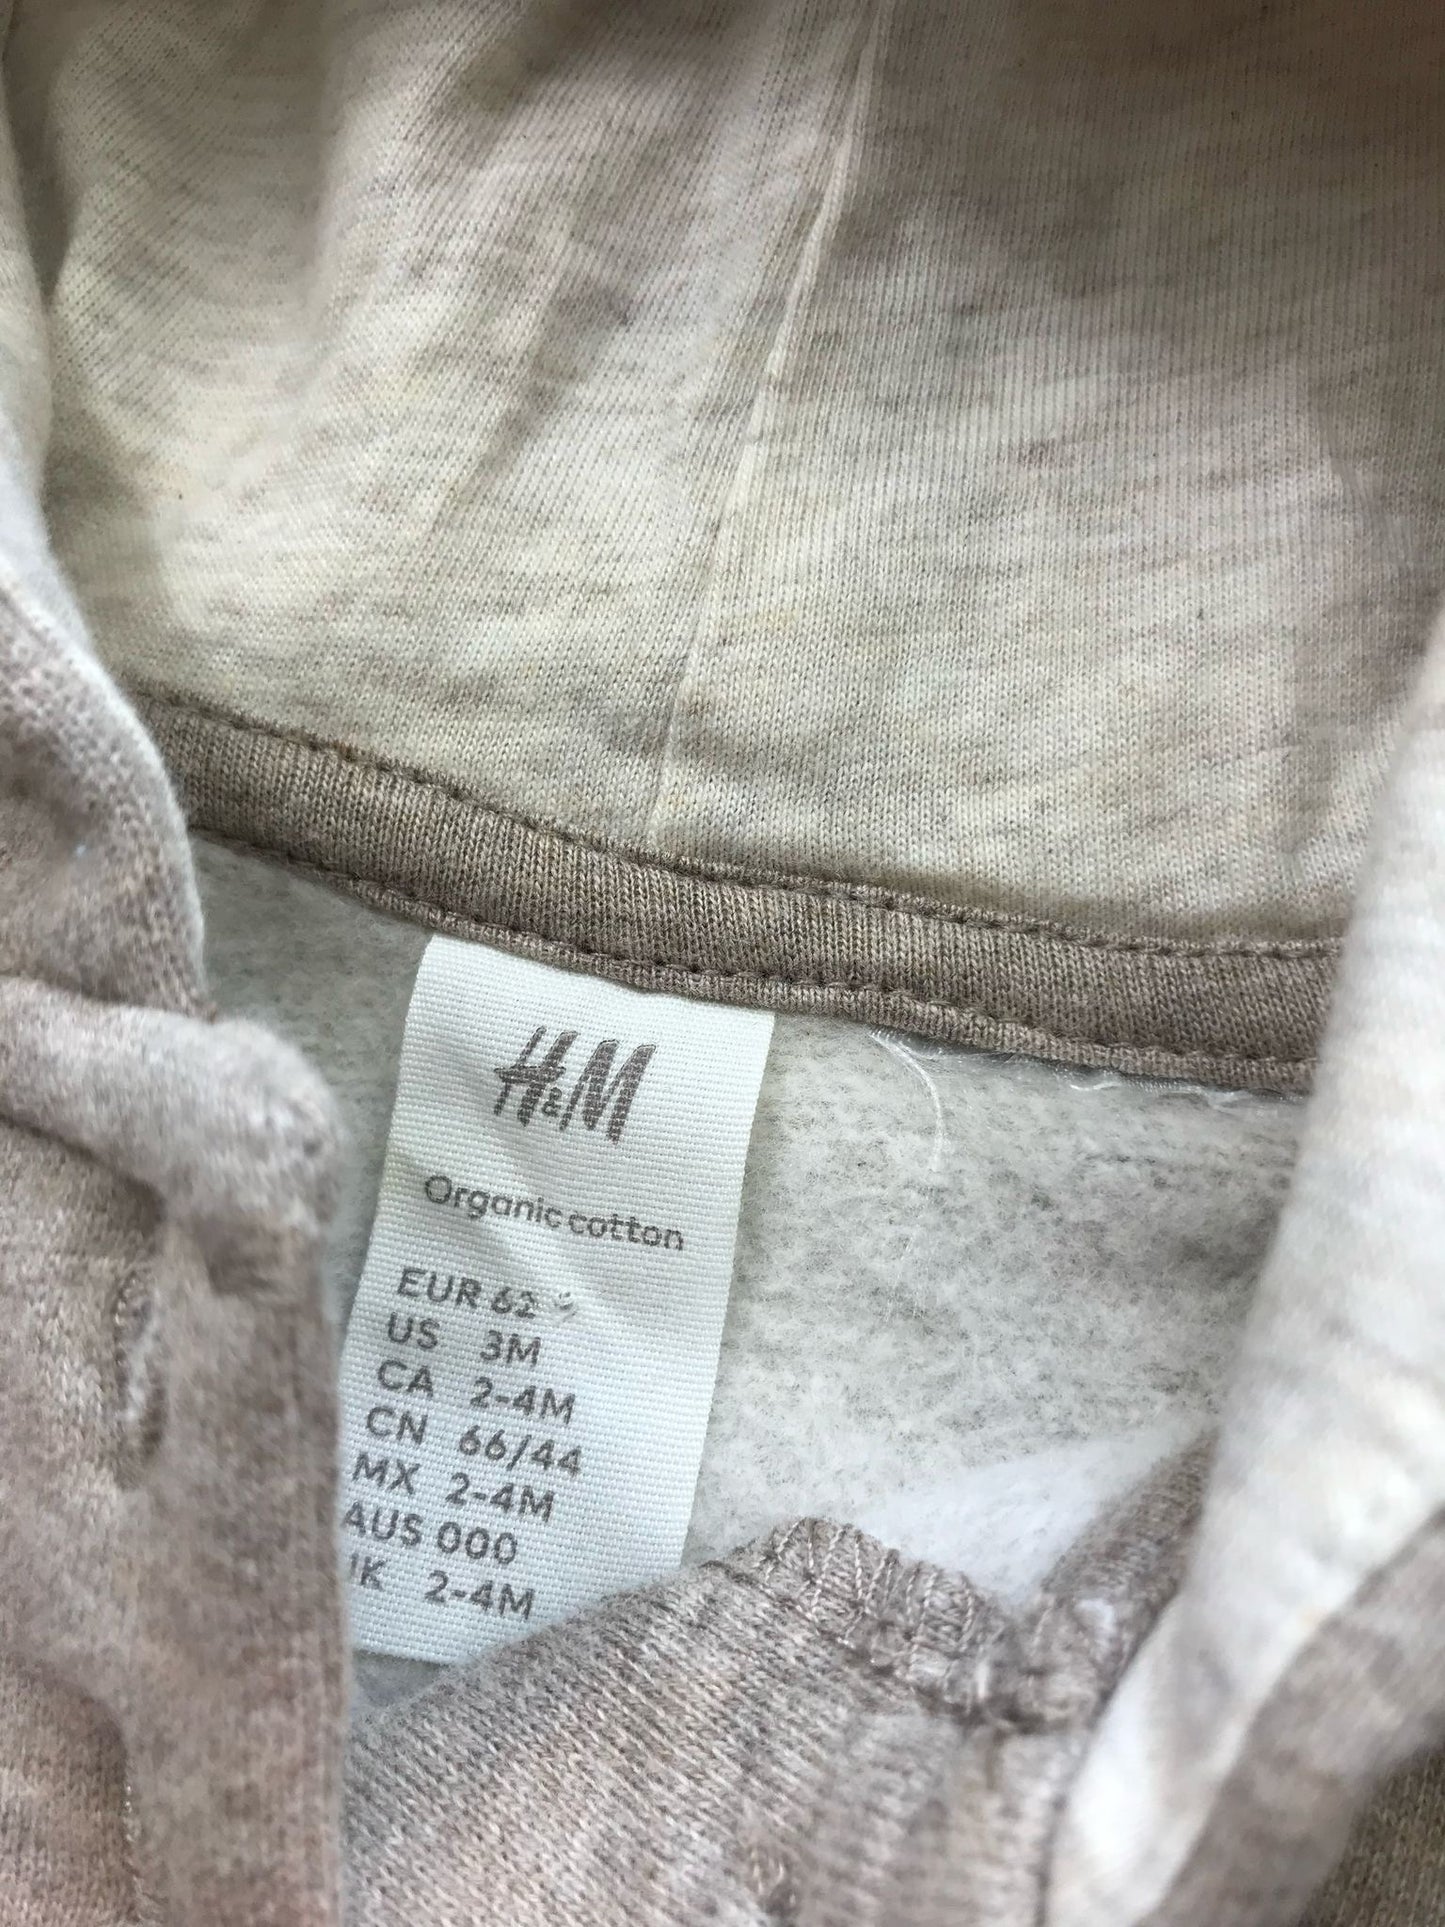 H&M
Organic cotton
EUR 62
US 3M
CA 2-4M
CN 66/44
MX 2-4M
AUS 000
UK 2-4M